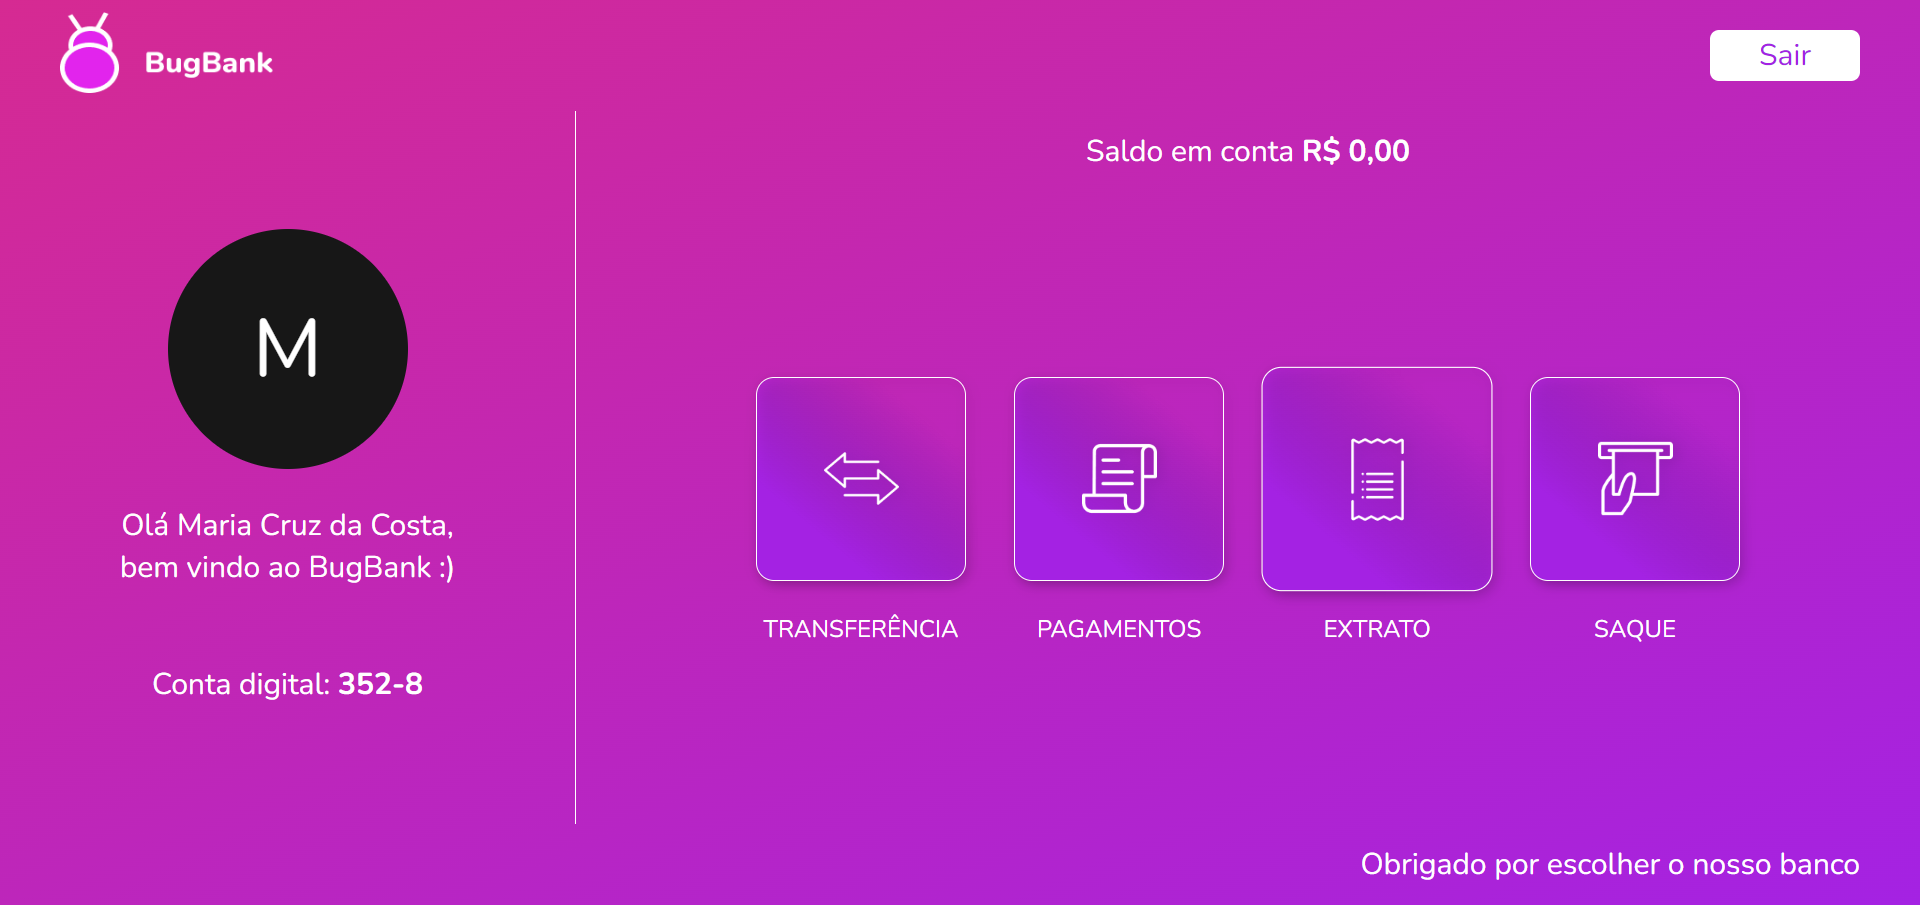 BugBank
Sair
Saldo em conta R$ 0,00
M
Olá Maria Cruz da Costa,
bem vindo ao BugBank :)
Conta digital: 352-8
TRANSFERÊNCIA
PAGAMENTOS
EXTRATO
SAQUE
Obrigado por escolher o nosso banco